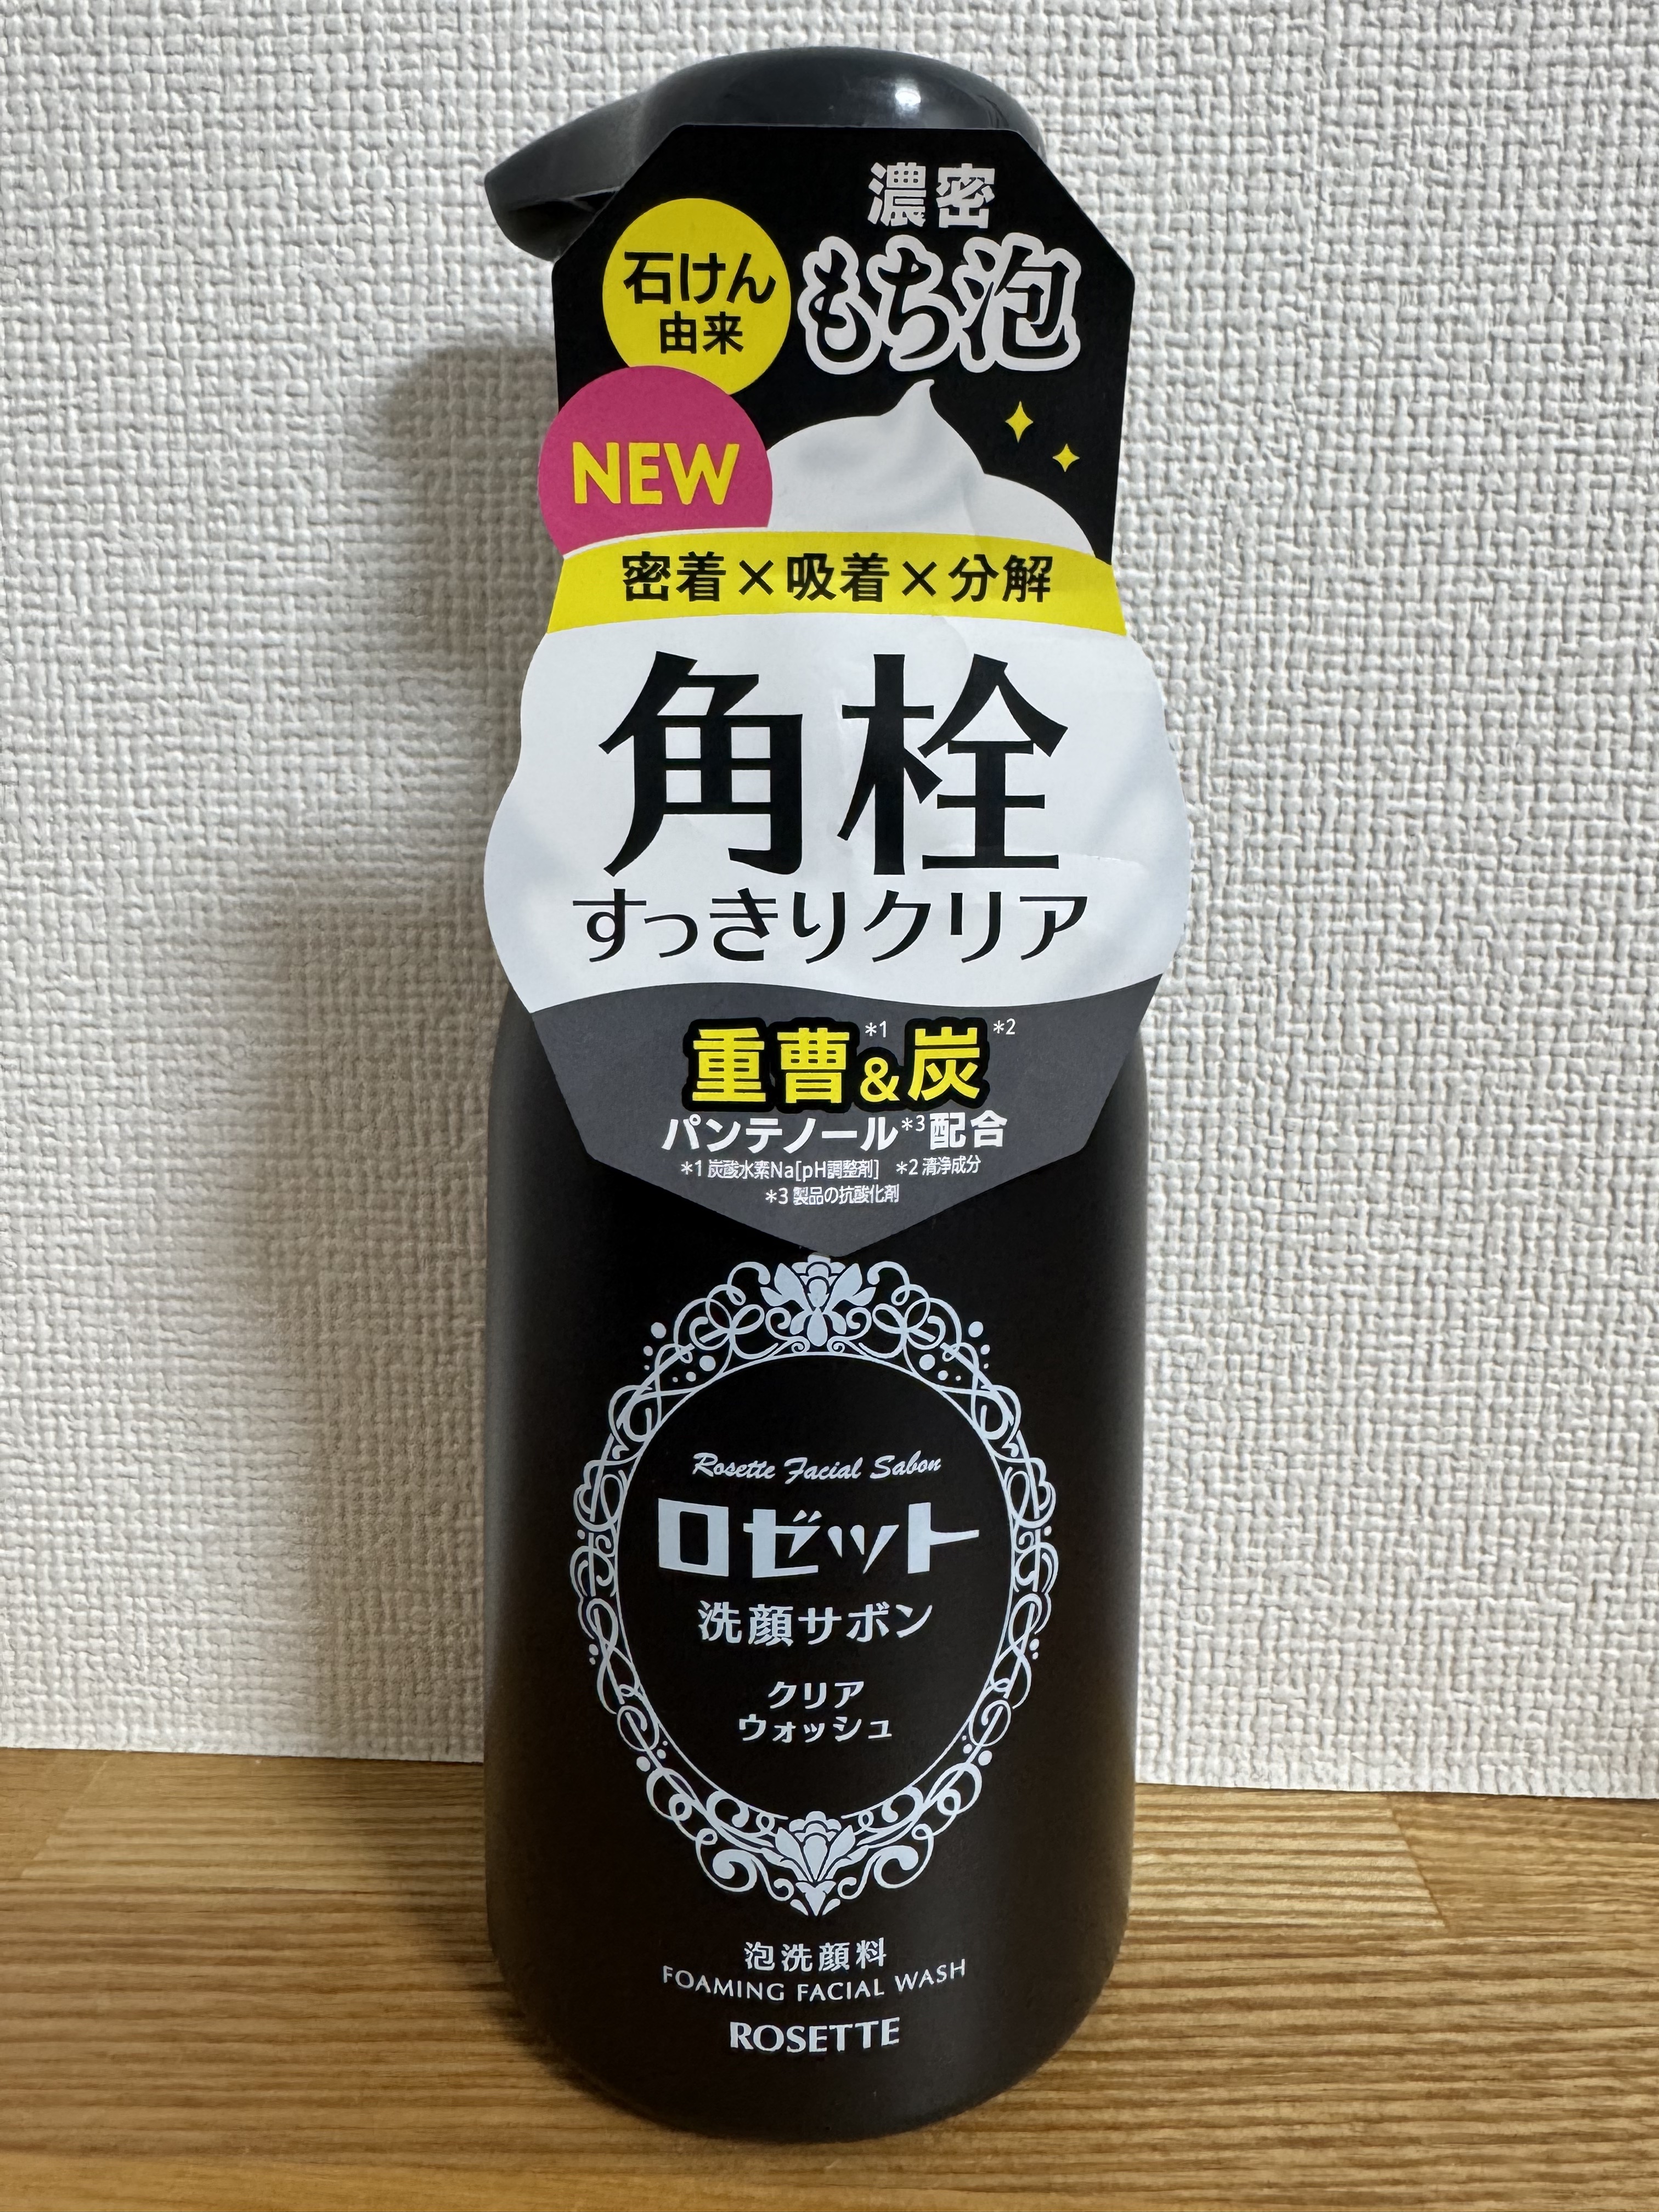 濃密
もち泡
石けん
由来
NEW
密着×吸着×分解
角栓
すっきりクリア
重曹*1&炭*2
パンテノール*3配合
*1 炭酸水素Na[pH調整剤] *2 清浄成分
*3 製品の抗酸化剤
Rosette Facial Sabon
ロゼット
洗顔サボン
クリア
ウォッシュ
泡洗顔料
FOAMING FACIAL WASH
ROSETTE